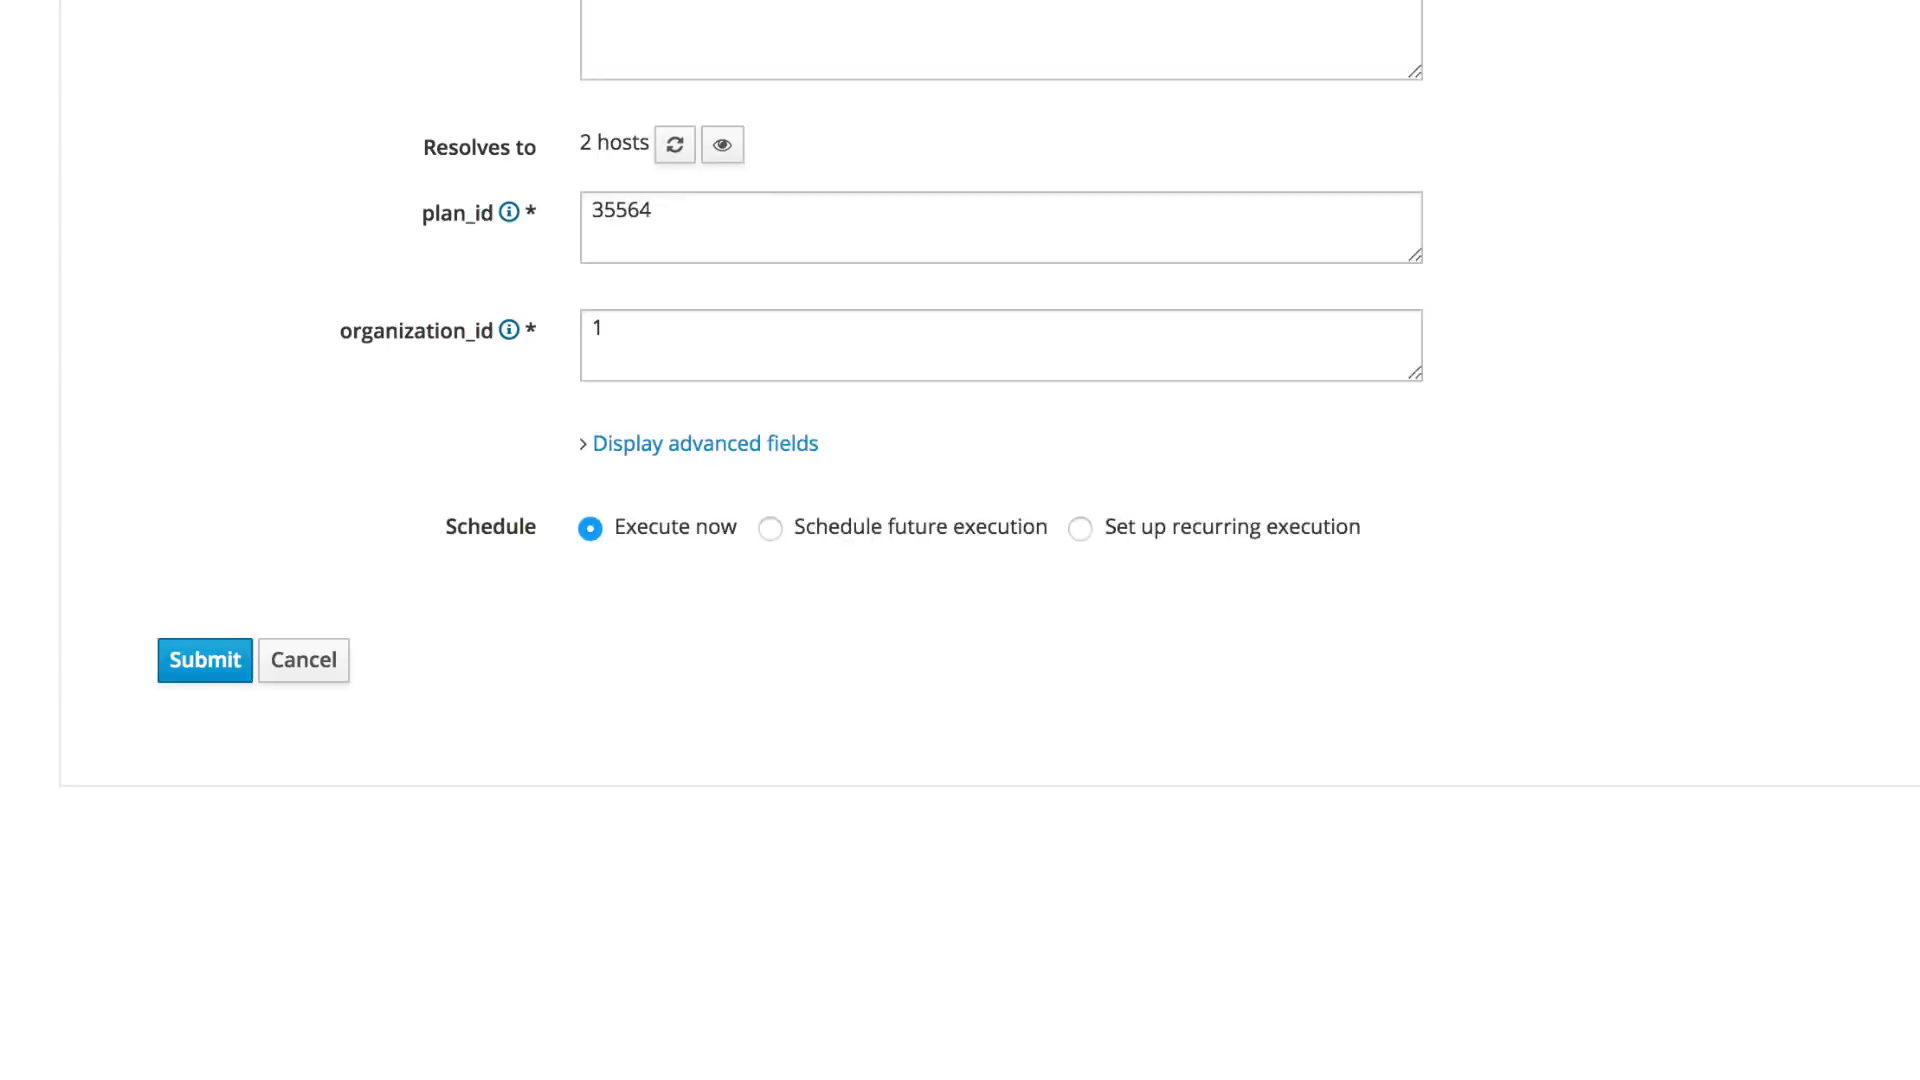 Resolves to 2 hosts
plan_id * 35564
organization_id * 1
Display advanced fields
Schedule Execute now Schedule future execution Set up recurring execution
Submit Cancel